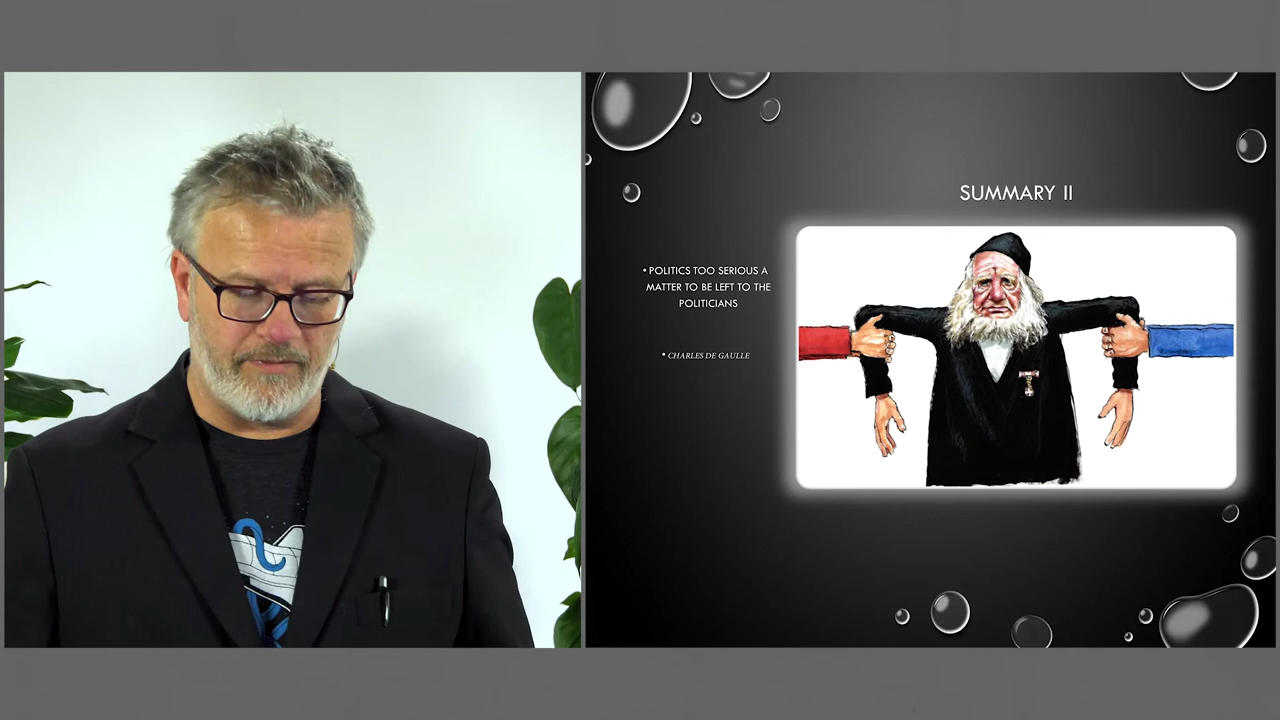 SUMMARY II
• POLITICS TOO SERIOUS A
MATTER TO BE LEFT TO THE
POLITICIANS
• CHARLES DE GAULLE